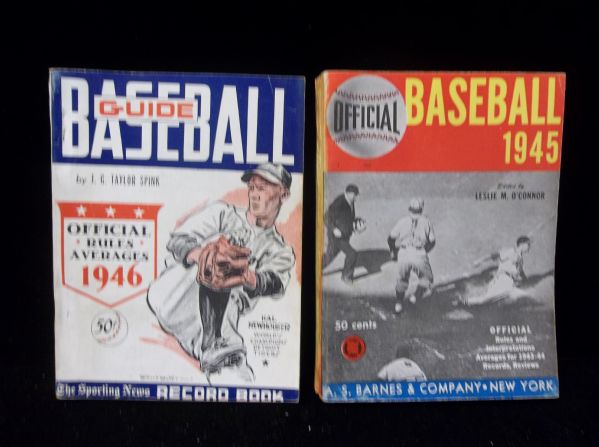 BASEBALL
GUIDE
by J. G. TAYLOR SPINK
OFFICIAL
RULES
AVERAGES
1946
50¢
HAL
NEWHOUSER
WORLD'S
CHAMPION
DETROIT
TIGERS
The Sporting News RECORD BOOK
OFFICIAL
BASEBALL
1945
Edited by
LESLIE M. O'CONNOR
50 cents
OFFICIAL
Rules and
Interpretations
Averages for 1943-44
Records, Reviews
A. S. BARNES & COMPANY • NEW YORK